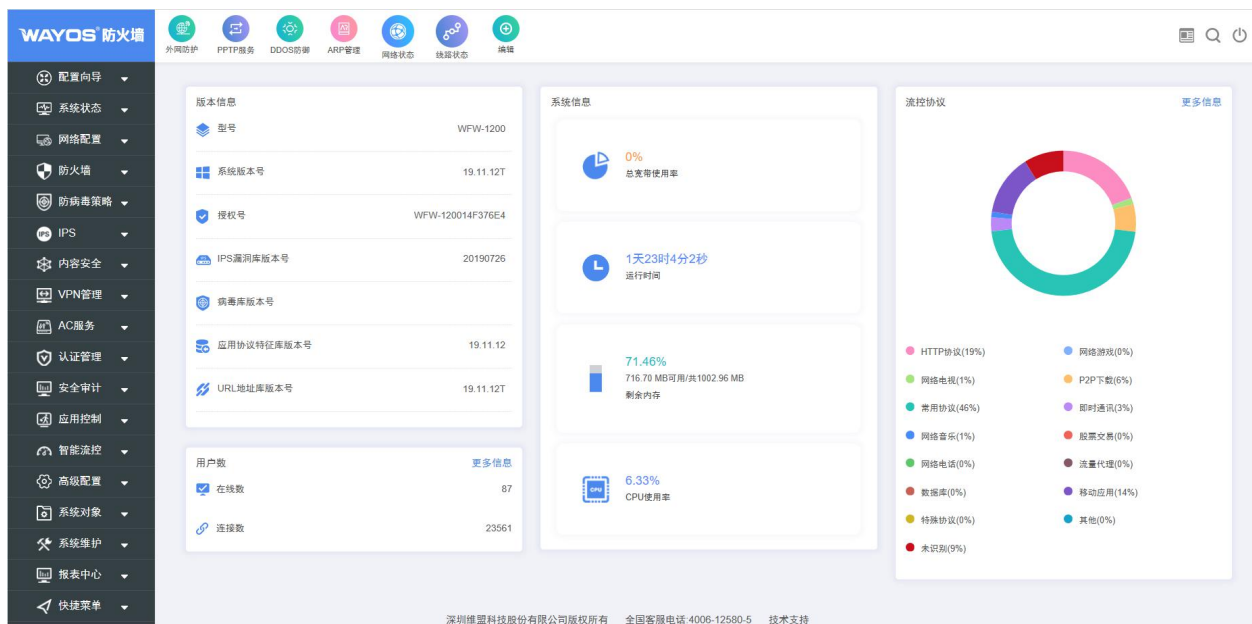 WAYOS 防火墙
外网防护
PPTP服务
DDOS防御
ARP管理
网络状态
线路状态
编辑
配置向导
系统状态
网络配置
防火墙
防病毒策略
IPS
IPS
内容安全
VPN管理
AC服务
认证管理
安全审计
应用控制
智能流控
高级配置
系统对象
系统维护
报表中心
快捷菜单
版本信息
型号 WFW-1200
系统版本号 19.11.12T
授权号 WFW-120014F376E4
IPS漏洞库版本号 20190726
病毒库版本号
应用协议特征库版本号 19.11.12
URL地址库版本号 19.11.12T
用户数 更多信息
在线数 87
连接数 23561
系统信息
0%
总宽带使用率
1天23时4分2秒
运行时间
71.46%
716.70 MB可用/共1002.96 MB
剩余内存
CPU
6.33%
CPU使用率
流控协议 更多信息
HTTP协议(19%) 网络游戏(0%)
网络电视(1%) P2P下载(6%)
常用协议(46%) 即时通讯(3%)
网络音乐(1%) 股票交易(0%)
网络电话(0%) 流量代理(0%)
数据库(0%) 移动应用(14%)
特殊协议(0%) 其他(0%)
未识别(9%)
深圳维盟科技股份有限公司版权所有 全国客服电话:4006-12580-5 技术支持